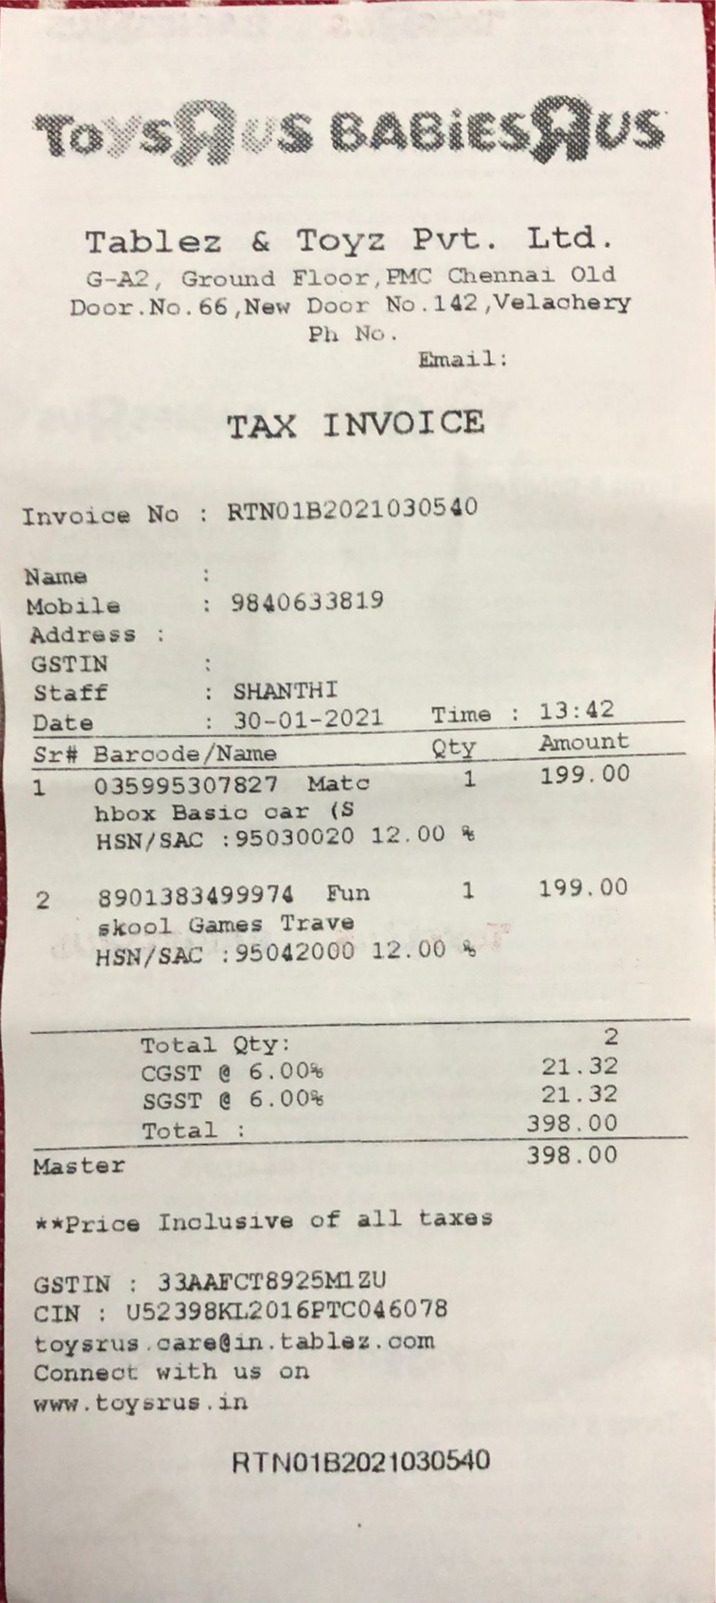 TOYSRUS BABIESRUS
Tablez & Toyz Pvt. Ltd.
G-A2, Ground Floor,PMC Chennai Old
Door.No.66,New Door No.142,Velachery
Ph No.
Email:
TAX INVOICE
Invoice No : RTN01B2021030540
Name :
Mobile : 9840633819
Address :
GSTIN :
Staff : SHANTHI
Date : 30-01-2021 Time : 13:42
Sr# Barcode/Name Qty Amount
1 035995307827 Matc 1 199.00
hbox Basic car (S
HSN/SAC :95030020 12.00 %
2 8901383499974 Fun 1 199.00
skool Games Trave
HSN/SAC :95042000 12.00 %
Total Qty: 2
CGST @ 6.00% 21.32
SGST @ 6.00% 21.32
Total : 398.00
Master 398.00
**Price Inclusive of all taxes
GSTIN : 33AAFCT8925M1ZU
CIN : U52398KL2016PTC046078
toysrus.care@in.tablez.com
Connect with us on
www.toysrus.in
RTN01B2021030540